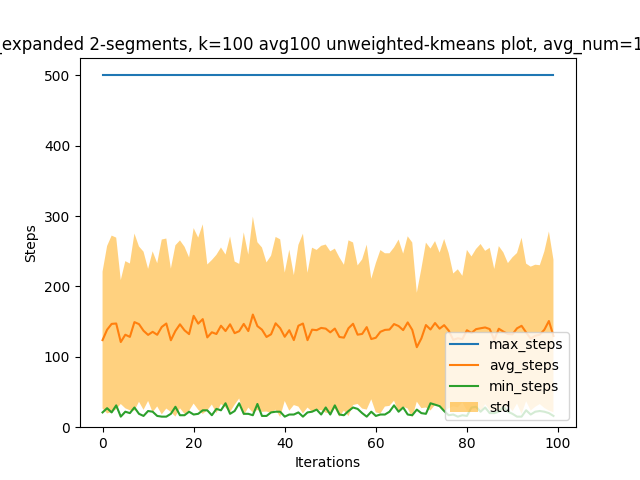 _expanded 2-segments, k=100 avg100 unweighted-kmeans plot, avg_num=1
500
400
300
200
100
0
Steps
0 20 40 60 80 100
Iterations
max_steps
avg_steps
min_steps
std